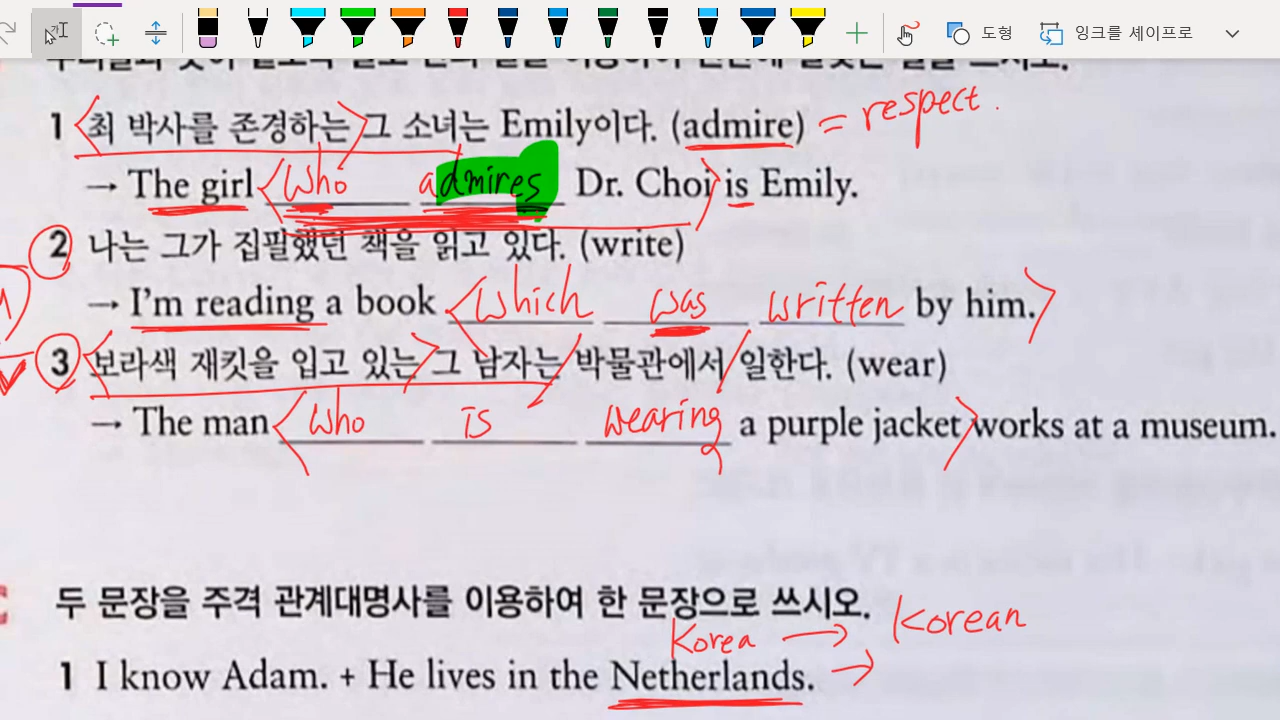 도형 잉크를 셰이프로
1 최 박사를 존경하는 그 소녀는 Emily이다. (admire) = respect.
→ The girl who admires Dr. Choi is Emily.
2 나는 그가 집필했던 책을 읽고 있다. (write)
→ I'm reading a book which was written by him.
3 보라색 재킷을 입고 있는 그 남자는 박물관에서 일한다. (wear)
→ The man who is wearing a purple jacket works at a museum.
두 문장을 주격 관계대명사를 이용하여 한 문장으로 쓰시오.
Korea → Korean
1 I know Adam. + He lives in the Netherlands. →